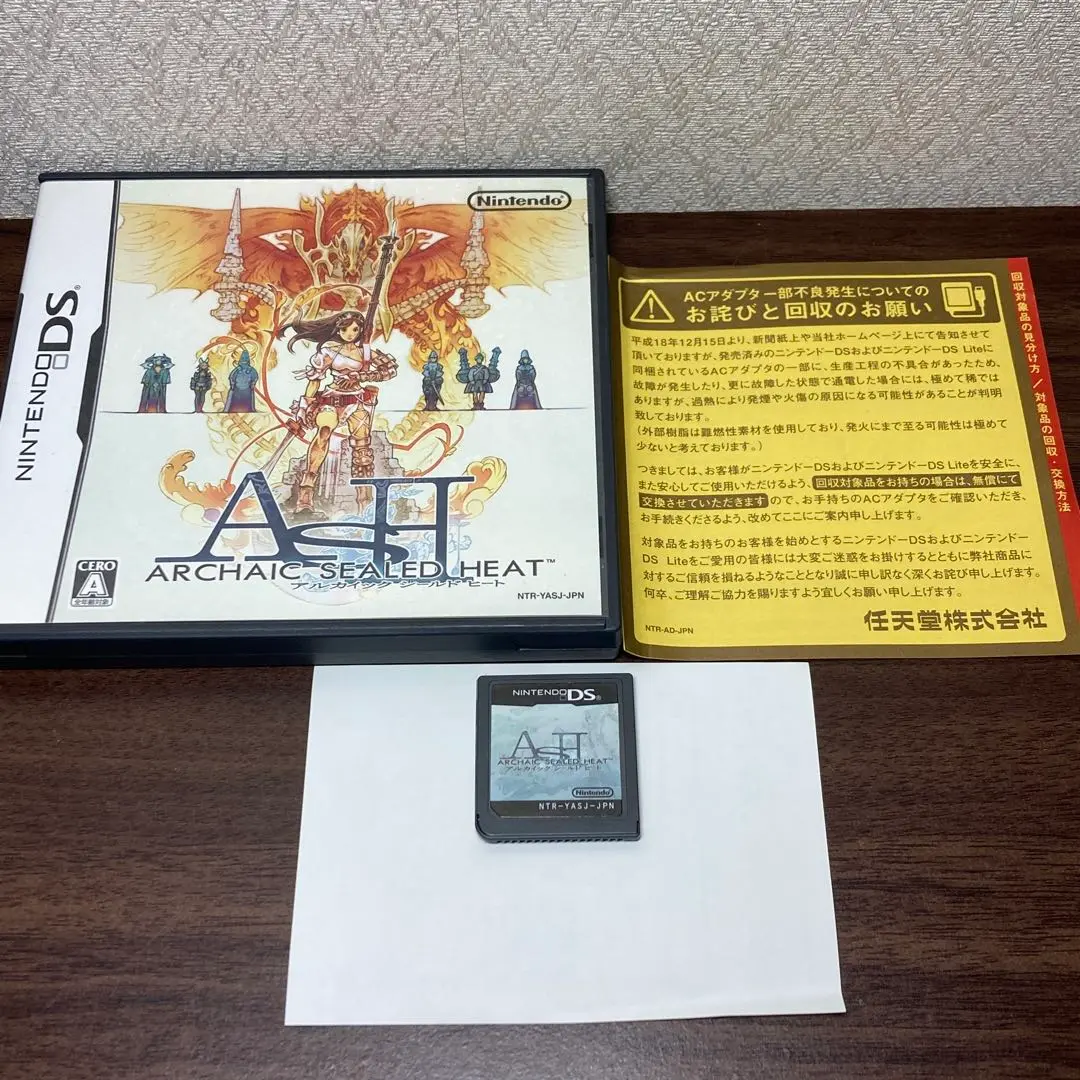 NINTENDO DS®
Nintendo®
ASH
ARCHAIC SEALED HEAT™
アルカイック シールド ヒート
CERO
A
全年齢対象
NTR-YASJ-JPN
ACアダプタ一部不良発生についての
お詫びと回収のお願い
平成18年12月15日より、新聞紙上や当社ホームページ上にて告知させて
頂いておりますが、発売済みのニンテンドーDSおよびニンテンドーDS Liteに
同梱されているACアダプタの一部に、生産工程の不具合があったため、
故障が発生したり、更に故障した状態で通電した場合には、極めて稀では
ありますが、過熱により発煙や火傷の原因になる可能性があることが判明
致しております。
(外部樹脂は難燃性素材を使用しており、発火にまで至る可能性は極めて
少ないと考えております。)
つきましては、お客様がニンテンドーDSおよびニンテンドーDS Liteを安全に、
また安心してご使用いただけるよう、回収対象品をお持ちの場合は、無償にて
交換させていただきますので、お手持ちのACアダプタをご確認いただき、
お手続きくださるよう、改めてここにご案内申し上げます。
対象品をお持ちのお客様を始めとするニンテンドーDSおよびニンテンドー
DS Liteをご愛用の皆様には大変ご迷惑をお掛けするとともに弊社商品に
対するご信頼を損ねるようなこととなり誠に申し訳なく深くお詫び申し上げます。
何卒、ご理解ご協力を賜りますよう宜しくお願い申し上げます。
NTR-AD-JPN
任天堂株式会社
回収対象品の見分け方/対象品の回収・交換方法
NINTENDO DS®
ASH
ARCHAIC SEALED HEAT™
アルカイック シールド ヒート
Nintendo®
NTR-YASJ-JPN